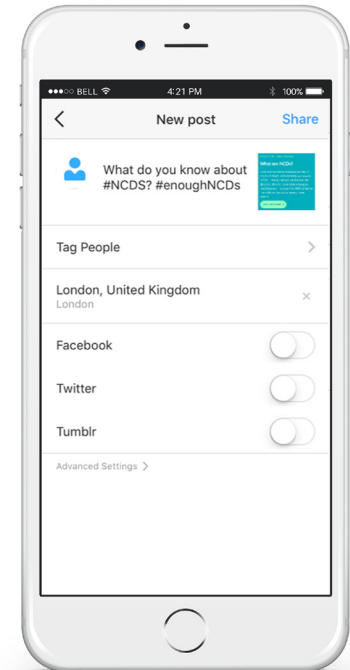 BELL
4:21 PM
100%
New post
Share
What do you know about
#NCDS? #enoughNCDs
What are NCDs?
Tag People
London, United Kingdom
London
Facebook
Twitter
Tumblr
Advanced Settings